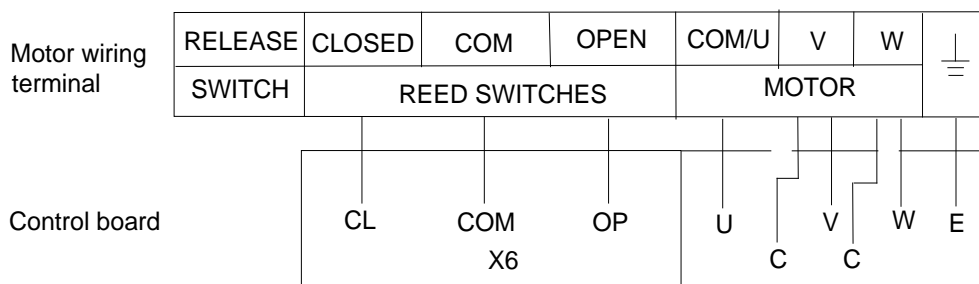 Motor wiring
terminal
RELEASE CLOSED COM OPEN COM/U V W
SWITCH REED SWITCHES MOTOR
Control board
CL COM OP U V W E
X6 C C